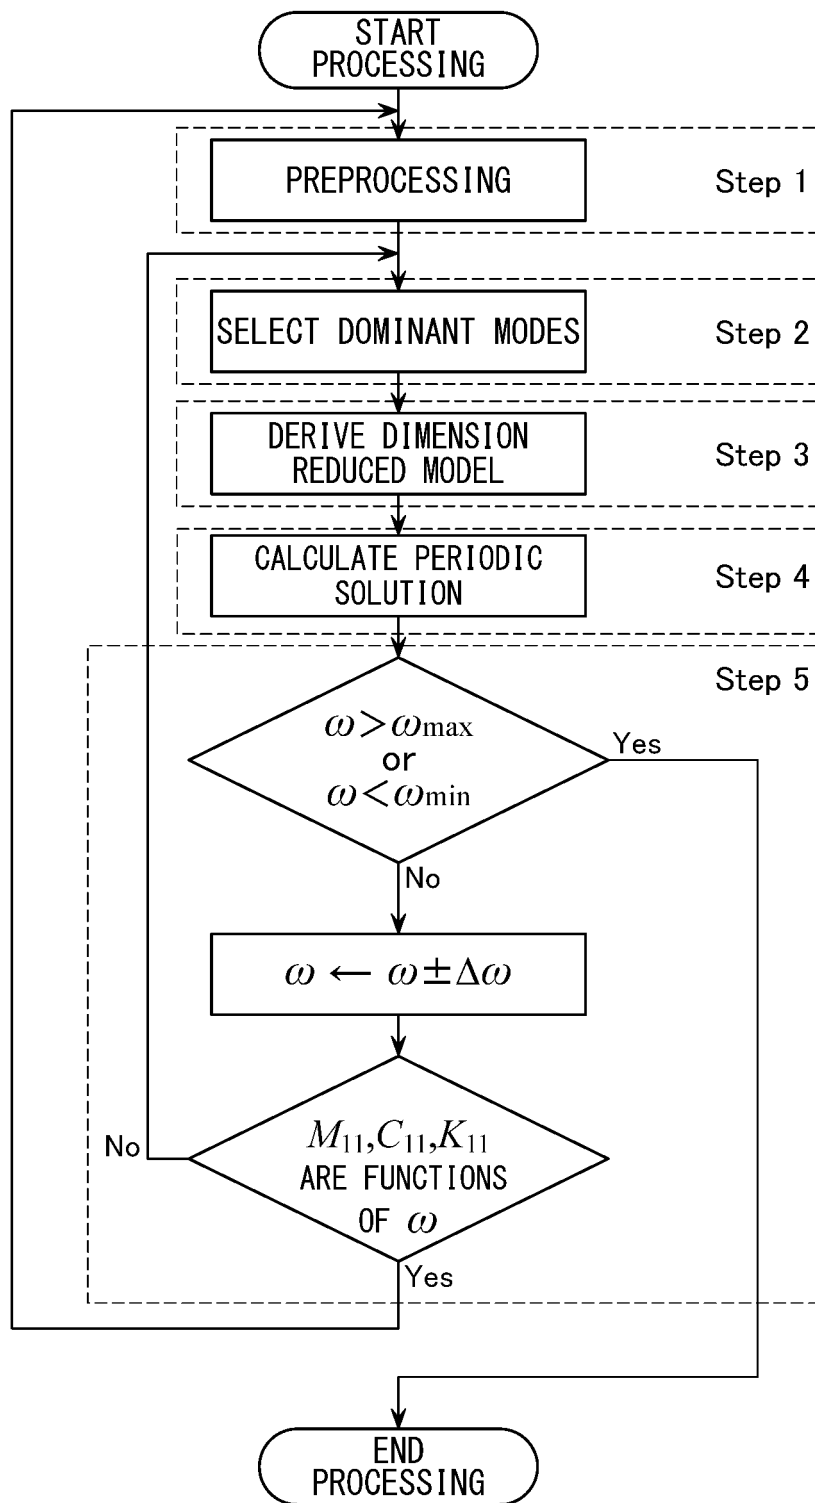 START
PROCESSING
PREPROCESSING
Step 1
SELECT DOMINANT MODES
Step 2
DERIVE DIMENSION
REDUCED MODEL
Step 3
CALCULATE PERIODIC
SOLUTION
Step 4
Step 5
ω>ωmax
or
ω<ωmin
Yes
No
ω ← ω±Δω
M11,C11,K11
ARE FUNCTIONS
OF ω
No
Yes
END
PROCESSING